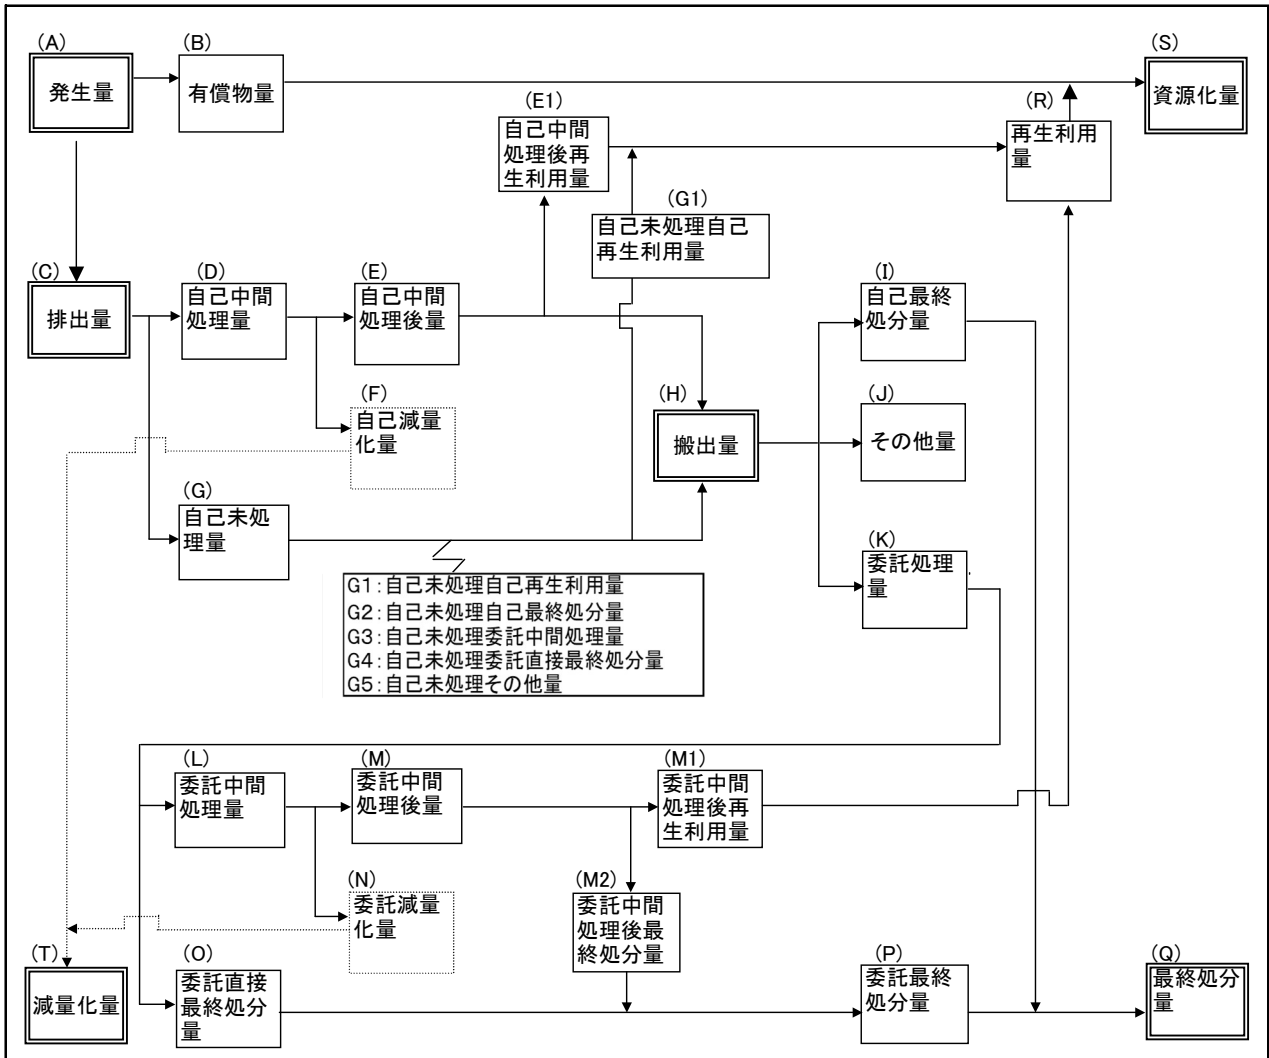 (A)
発生量
(B)
有償物量
(S)
資源化量
(E1)
自己中間
処理後再
生利用量
(R)
再生利用
量
(G1)
自己未処理自己
再生利用量
(C)
排出量
(D)
自己中間
処理量
(E)
自己中間
処理後量
(I)
自己最終
処分量
(F)
自己減量
化量
(H)
搬出量
(J)
その他量
(G)
自己未処
理量
(K)
委託処理
量
G1:自己未処理自己再生利用量
G2:自己未処理自己最終処分量
G3:自己未処理委託中間処理量
G4:自己未処理委託直接最終処分量
G5:自己未処理その他量
(L)
委託中間
処理量
(M)
委託中間
処理後量
(M1)
委託中間
処理後再
生利用量
(N)
委託減量
化量
(M2)
委託中間
処理後最
終処分量
(T)
減量化量
(O)
委託直接
最終処分
量
(P)
委託最終
処分量
(Q)
最終処分
量